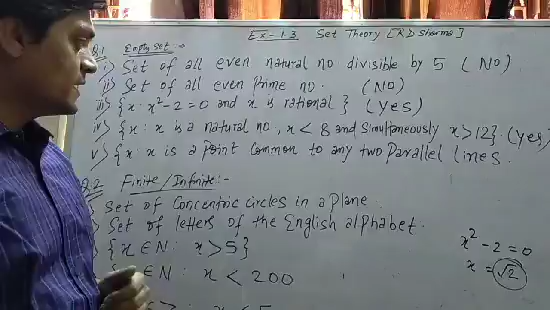 Ex-1.3 Set Theory [RD Sharma]
Q.1 Empty set :-
i) Set of all even natural no divisible by 5 (No)
ii) Set of all even Prime no. (No)
iii) {x: x²-2=0 and x is rational} (Yes)
iv) {x: x is a natural no, x<8 and Simultaneously x>12}. (Yes)
v) {x: x is a point Common to any two Parallel Lines.
Q.2 Finite/Infinite:-
Set of Concentric Circles in a Plane.
Set of letters of the English alphabet.
{x∈N: x>5}
∈N: x<200
x²-2=0
x=√2